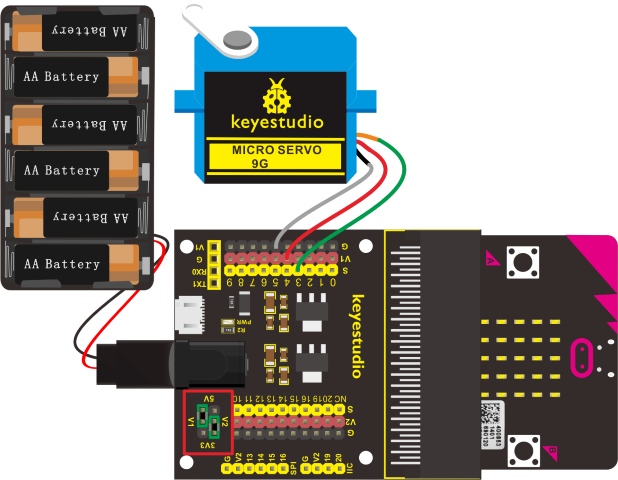 AA Battery
AA Battery
AA Battery
AA Battery
AA Battery
AA Battery
keyestudio
MICRO SERVO
9G
V1
G
RX0
TX1
G
V1
S
9 8 7 6 5 4 3 2 1 0
PWR
R2
keyestudio
A
5V
V1
V2
3V3
10 11 12 13 14 15 16 19 20 NC
S
V2
G
G V2 13 14 15 16 SPI
G V2 19 20 IIC
B